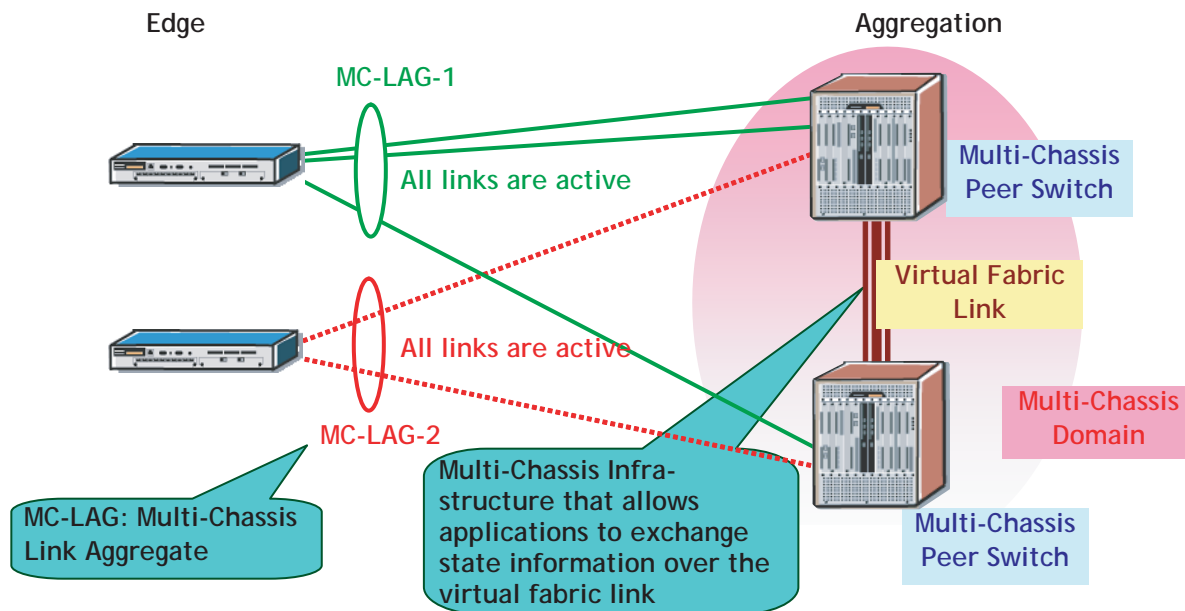 Edge
Aggregation
MC-LAG-1
All links are active
Multi-Chassis
Peer Switch
Virtual Fabric
Link
All links are active
MC-LAG-2
Multi-Chassis
Domain
MC-LAG: Multi-Chassis
Link Aggregate
Multi-Chassis Infra-
structure that allows
applications to exchange
state information over the
virtual fabric link
Multi-Chassis
Peer Switch